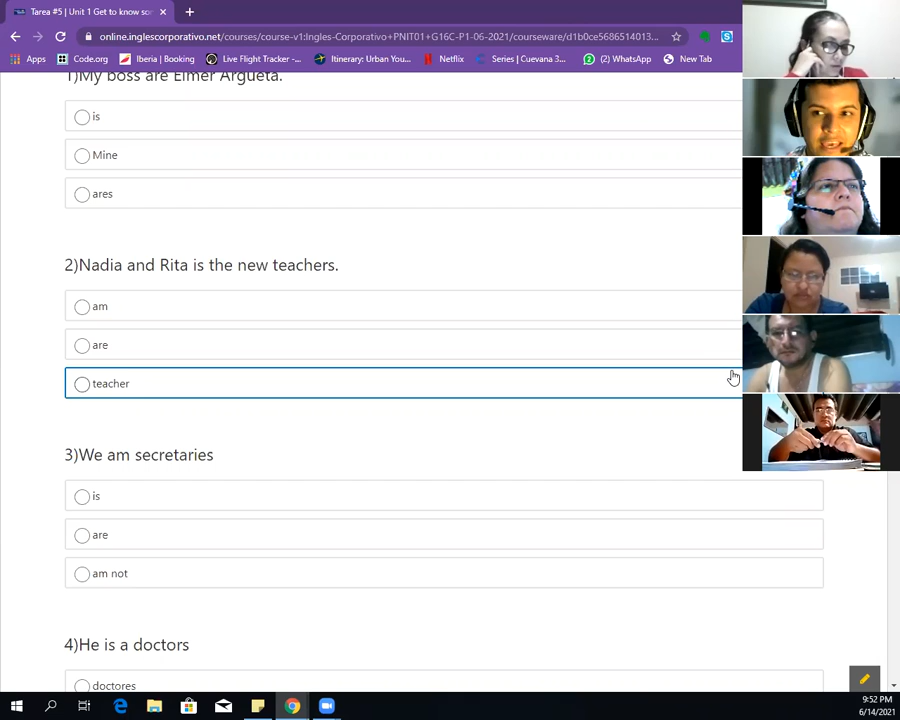 Tarea #5 | Unit 1 Get to know so
online.inglescorporativo.net/courses/course-v1:Ingles-Corporativo+PNIT01+G16C-P1-06-2021/courseware/d1b0ce5686514013...
Apps Code.org Iberia | Booking Live Flight Tracker -... Itinerary: Urban You... Netflix Series | Cuevana 3... (2) WhatsApp New Tab
1)My boss are Elmer Argueta.
is
Mine
ares
2)Nadia and Rita is the new teachers.
am
are
teacher
3)We am secretaries
is
are
am not
4)He is a doctors
doctores
9:52 PM
6/14/2021